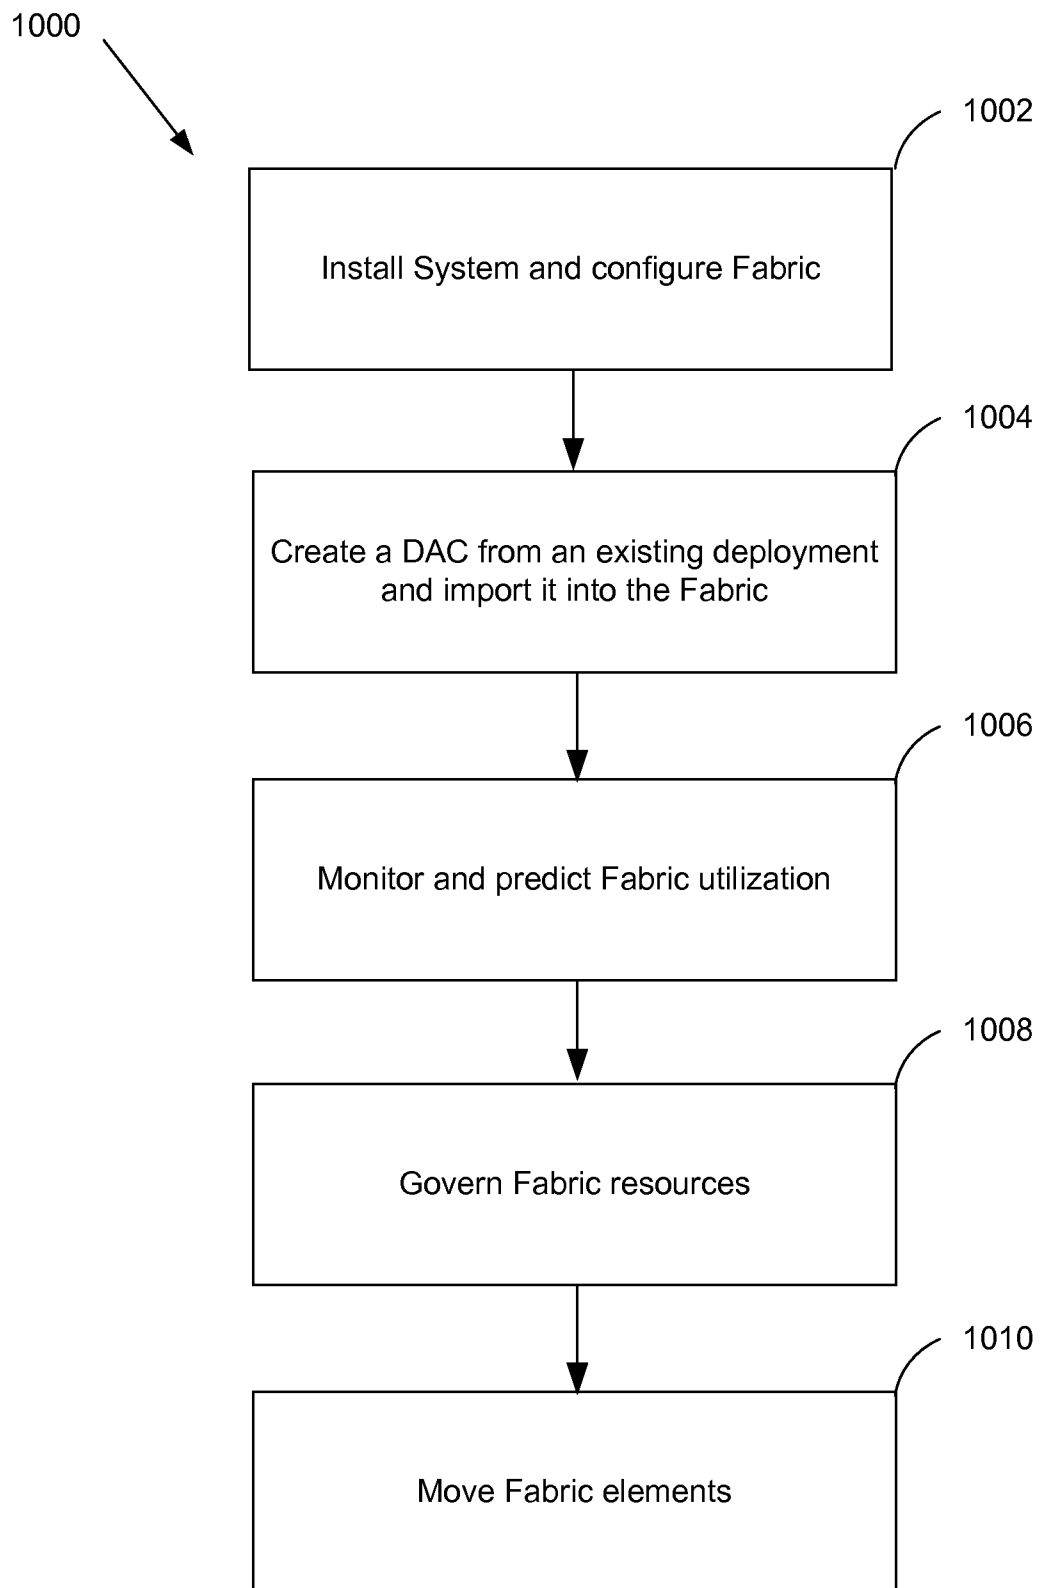 1000
1002
Install System and configure Fabric
1004
Create a DAC from an existing deployment
and import it into the Fabric
1006
Monitor and predict Fabric utilization
1008
Govern Fabric resources
1010
Move Fabric elements